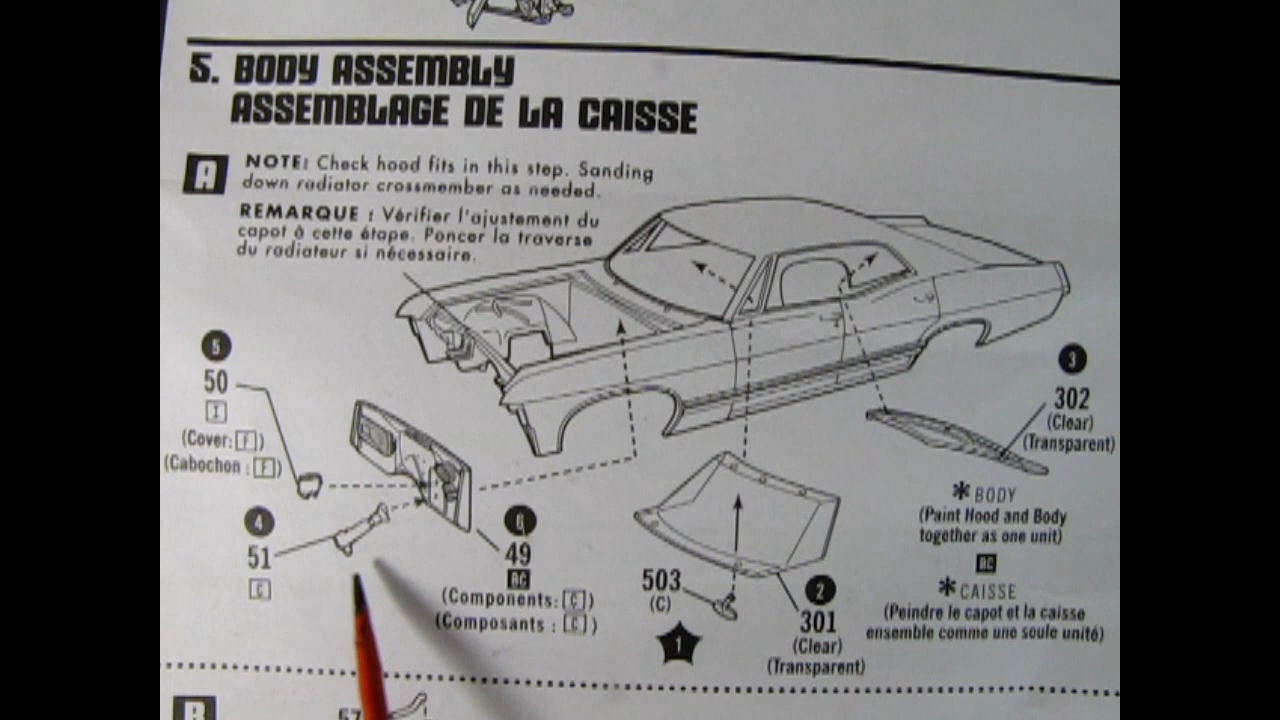 5. BODY ASSEMBLY
ASSEMBLAGE DE LA CAISSE
A
NOTE: Check hood fits in this step. Sanding
down radiator crossmember as needed.
REMARQUE : Vérifier l'ajustement du
capot à cette étape. Poncer la traverse
du radiateur si nécessaire.
5
50
I
(Cover: F)
(Cabochon : F)
4
51
C
6
49
BC
(Components: C)
(Composants : C)
503
(C)
1
2
301
(Clear)
(Transparent)
3
302
(Clear)
(Transparent)
* BODY
(Paint Hood and Body
together as one unit)
BC
* CAISSE
(Peindre le capot et la caisse
ensemble comme une seule unité)
B
57